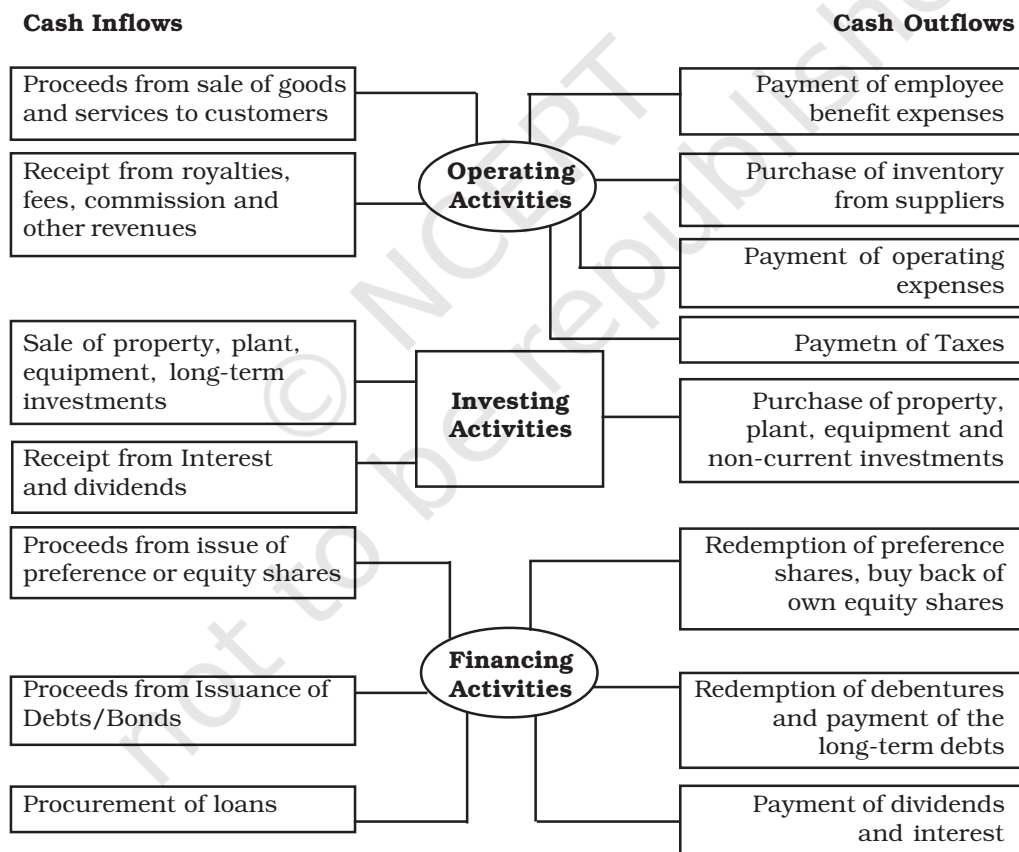 Cash Inflows
Cash Outflows
Proceeds from sale of goods
and services to customers
Receipt from royalties,
fees, commission and
other revenues
Operating
Activities
Payment of employee
benefit expenses
Purchase of inventory
from suppliers
Payment of operating
expenses
Paymetn of Taxes
Sale of property, plant,
equipment, long-term
investments
Receipt from Interest
and dividends
Investing
Activities
Purchase of property,
plant, equipment and
non-current investments
Proceeds from issue of
preference or equity shares
Proceeds from Issuance of
Debts/Bonds
Procurement of loans
Financing
Activities
Redemption of preference
shares, buy back of
own equity shares
Redemption of debentures
and payment of the
long-term debts
Payment of dividends
and interest
© NCERT
not to be republishe